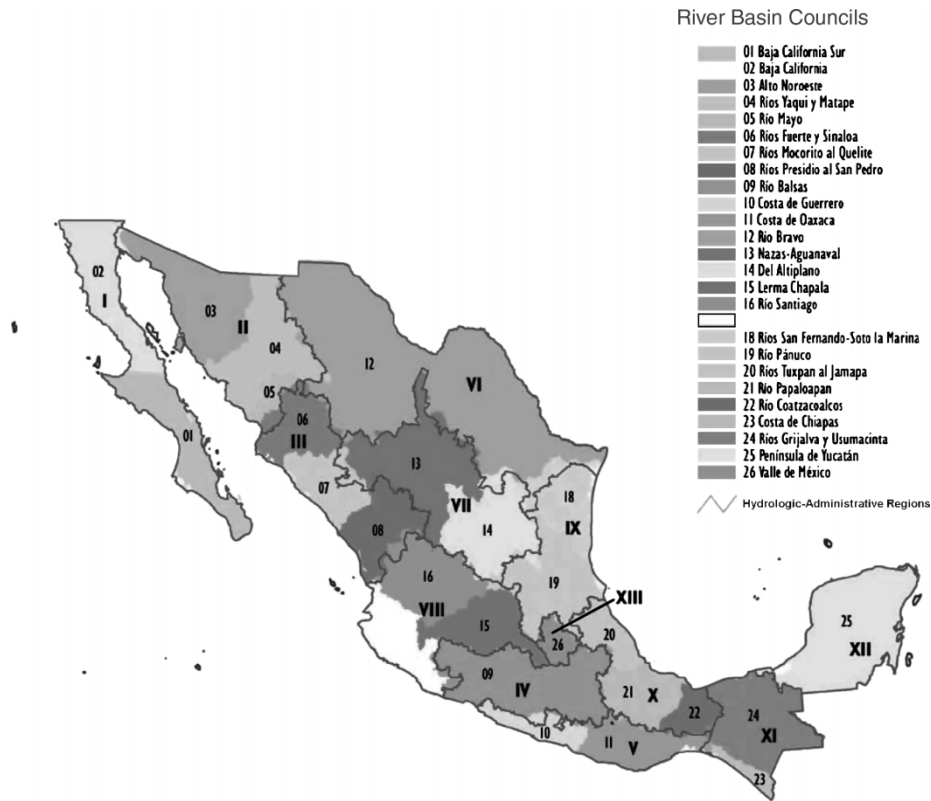 River Basin Councils
01 Baja California Sur
02 Baja California
03 Alto Noroeste
04 Ríos Yaqui y Matape
05 Río Mayo
06 Ríos Fuerte y Sinaloa
07 Ríos Mocorito al Quelite
08 Ríos Presidio al San Pedro
09 Río Balsas
10 Costa de Guerrero
11 Costa de Oaxaca
12 Río Bravo
13 Nazas-Aguanaval
14 Del Altiplano
15 Lerma Chapala
16 Río Santiago
18 Ríos San Fernando-Soto la Marina
19 Río Pánuco
20 Ríos Tuxpan al Jamapa
21 Río Papaloapan
22 Río Coatzacoalcos
23 Costa de Chiapas
24 Ríos Grijalva y Usumacinta
25 Península de Yucatán
26 Valle de México
Hydrologic-Administrative Regions
02
I
03
II
04
12
VI
05
06
III
01
13
07
VII
18
08
14
IX
16
19
VIII
XIII
15
26
20
25
XII
09
IV
21
X
22
24
10
11
V
XI
23